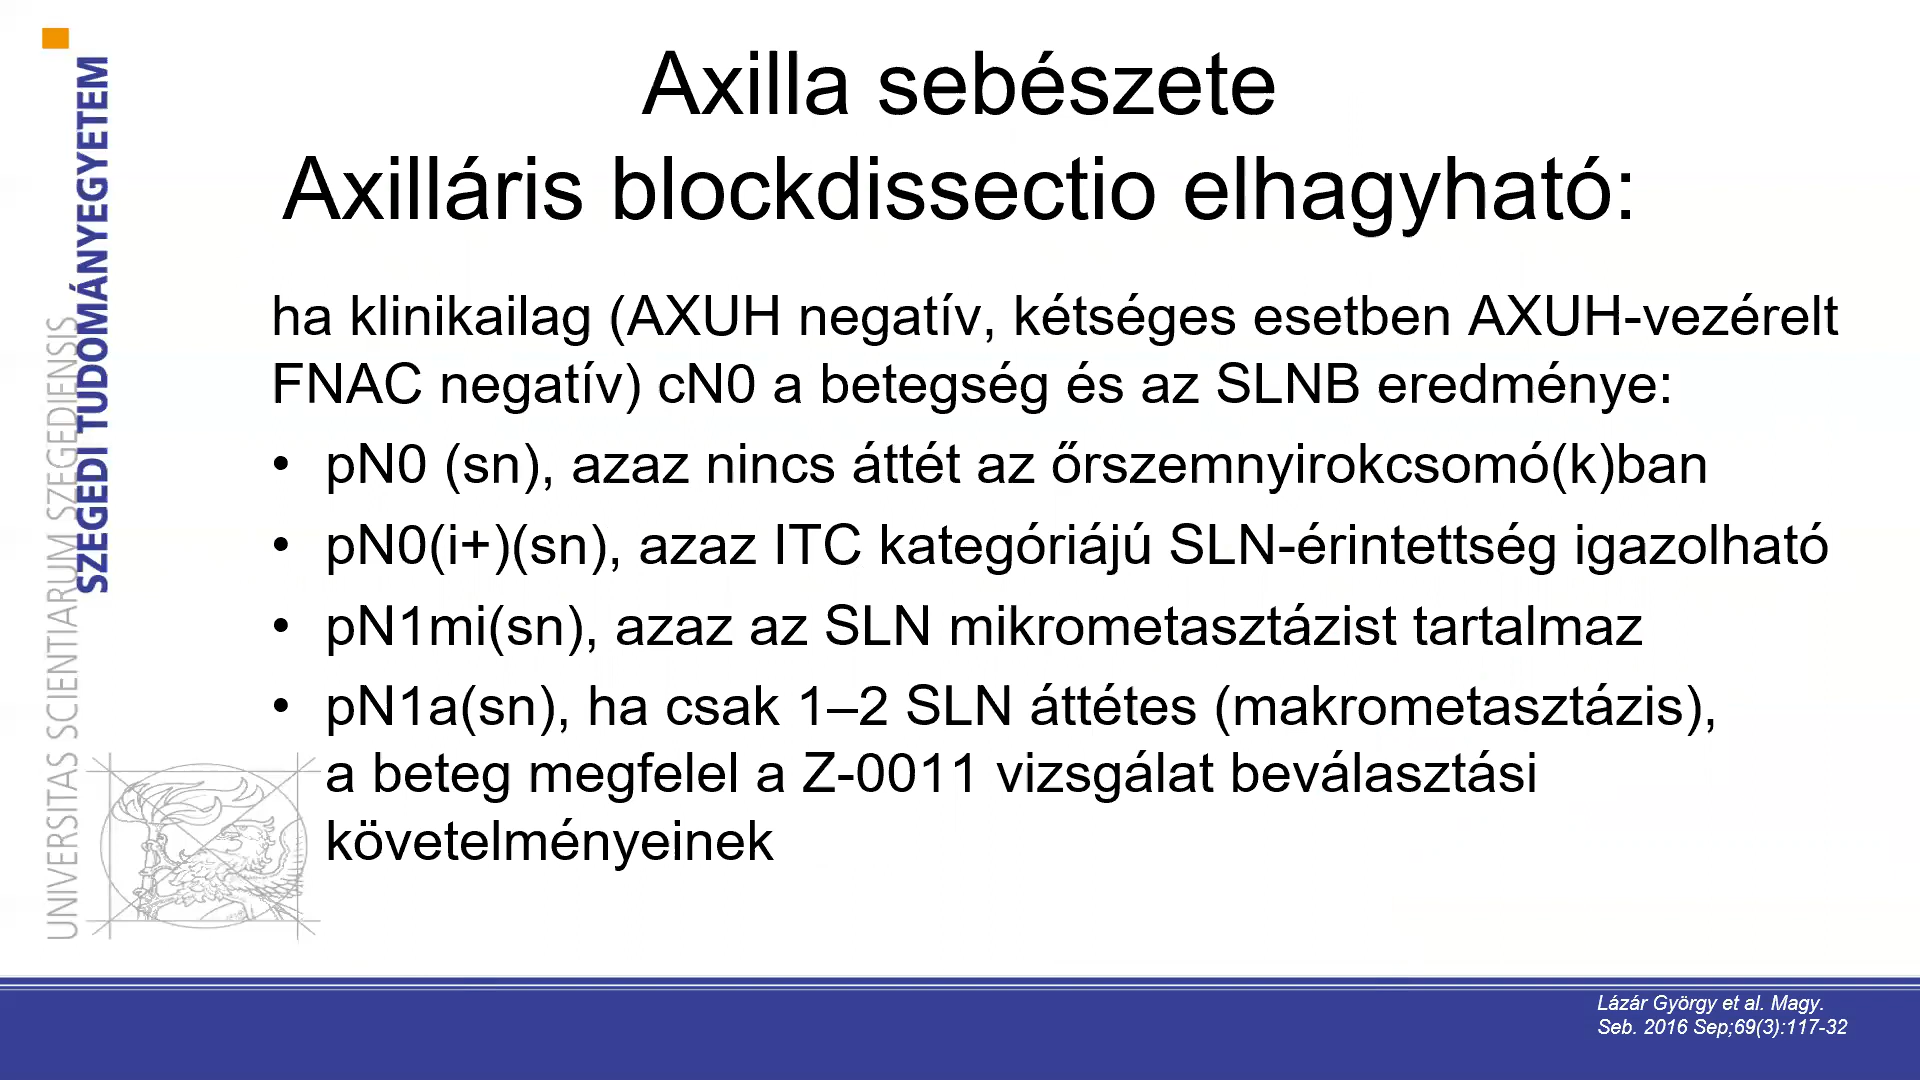 Axilla sebészete
Axilláris blockdissectio elhagyható:
ha klinikailag (AXUH negatív, kétséges esetben AXUH-vezérelt
FNAC negatív) cN0 a betegség és az SLNB eredménye:
• pN0 (sn), azaz nincs áttét az őrszemnyirokcsomó(k)ban
• pN0(i+)(sn), azaz ITC kategóriájú SLN-érintettség igazolható
• pN1mi(sn), azaz az SLN mikrometasztázist tartalmaz
• pN1a(sn), ha csak 1–2 SLN áttétes (makrometasztázis),
a beteg megfelel a Z-0011 vizsgálat beválasztási
követelményeinek
SZEGEDI TUDOMÁNYEGYETEM
UNIVERSITAS SCIENTIARUM SZEGEDIENSIS
Lázár György et al. Magy.
Seb. 2016 Sep;69(3):117-32